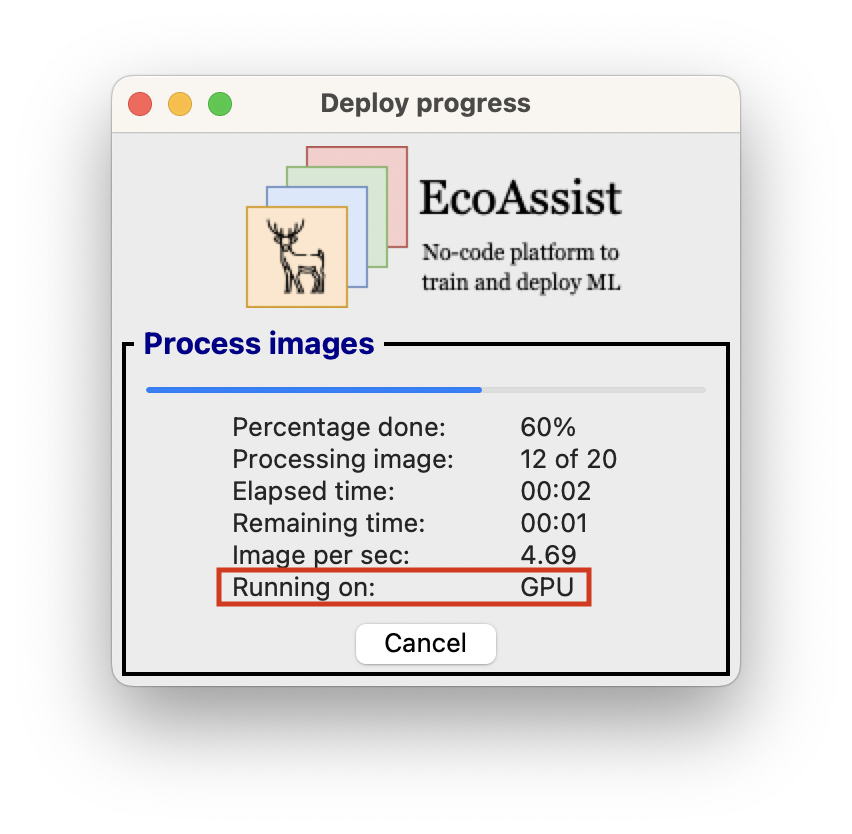 Deploy progress
EcoAssist
No-code platform to
train and deploy ML
Process images
Percentage done: 60%
Processing image: 12 of 20
Elapsed time: 00:02
Remaining time: 00:01
Image per sec: 4.69
Running on: GPU
Cancel